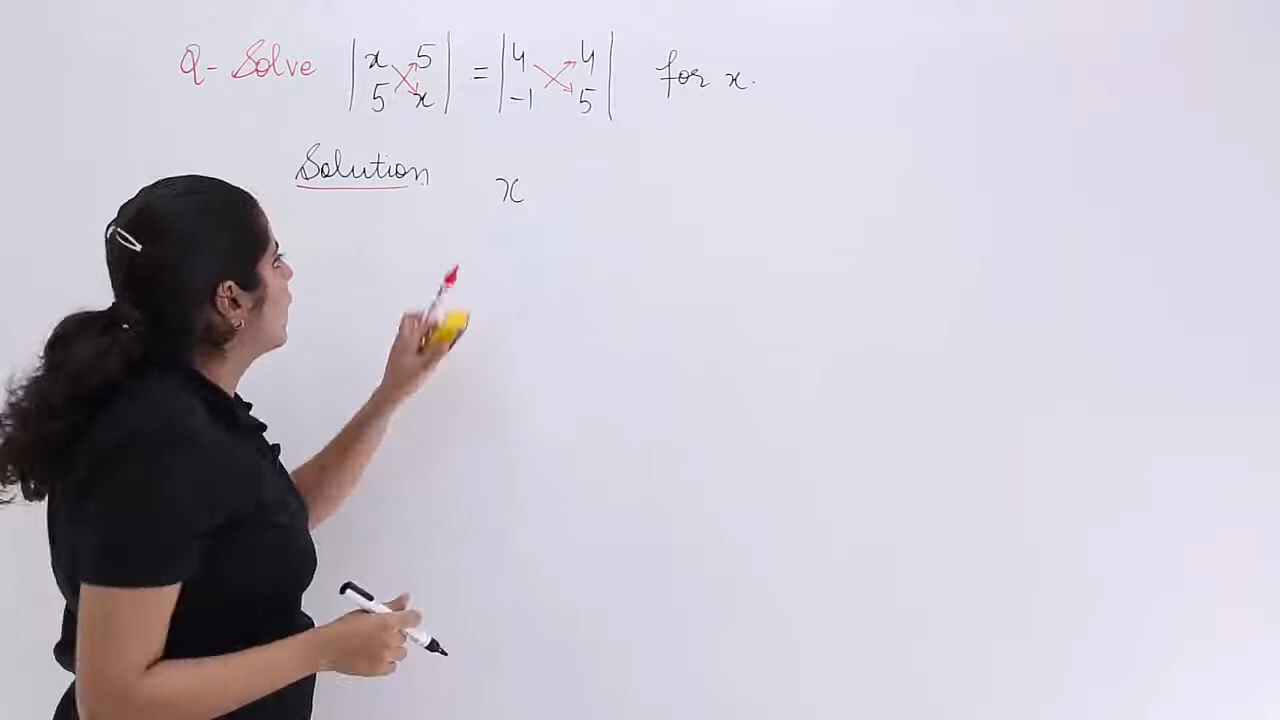 Q- Solve |x 5| = |4 4| for x.
|5 x| |-1 5|
Solution x